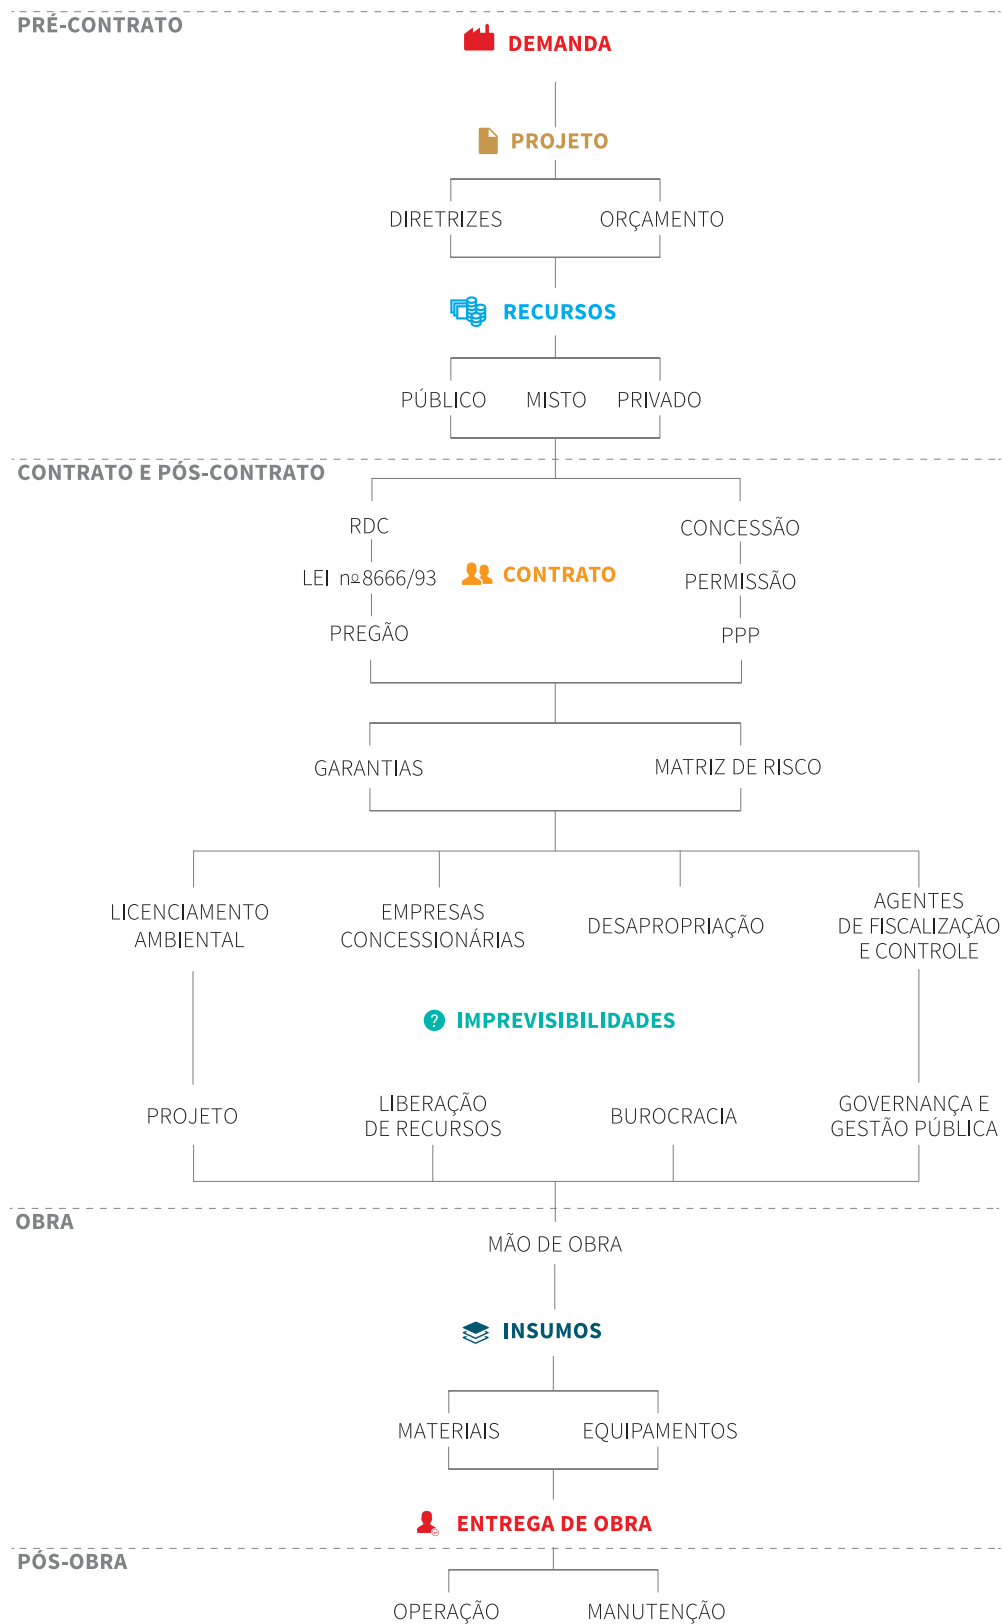 PRÉ-CONTRATO
DEMANDA
PROJETO
DIRETRIZES
ORÇAMENTO
RECURSOS
PÚBLICO
MISTO
PRIVADO
CONTRATO E PÓS-CONTRATO
RDC
CONCESSÃO
LEI nº 8666/93
CONTRATO
PERMISSÃO
PREGÃO
PPP
GARANTIAS
MATRIZ DE RISCO
LICENCIAMENTO
AMBIENTAL
EMPRESAS
CONCESSIONÁRIAS
DESAPROPRIAÇÃO
AGENTES
DE FISCALIZAÇÃO
E CONTROLE
IMPREVISIBILIDADES
PROJETO
LIBERAÇÃO
DE RECURSOS
BUROCRACIA
GOVERNANÇA E
GESTÃO PÚBLICA
OBRA
MÃO DE OBRA
INSUMOS
MATERIAIS
EQUIPAMENTOS
ENTREGA DE OBRA
PÓS-OBRA
OPERAÇÃO
MANUTENÇÃO